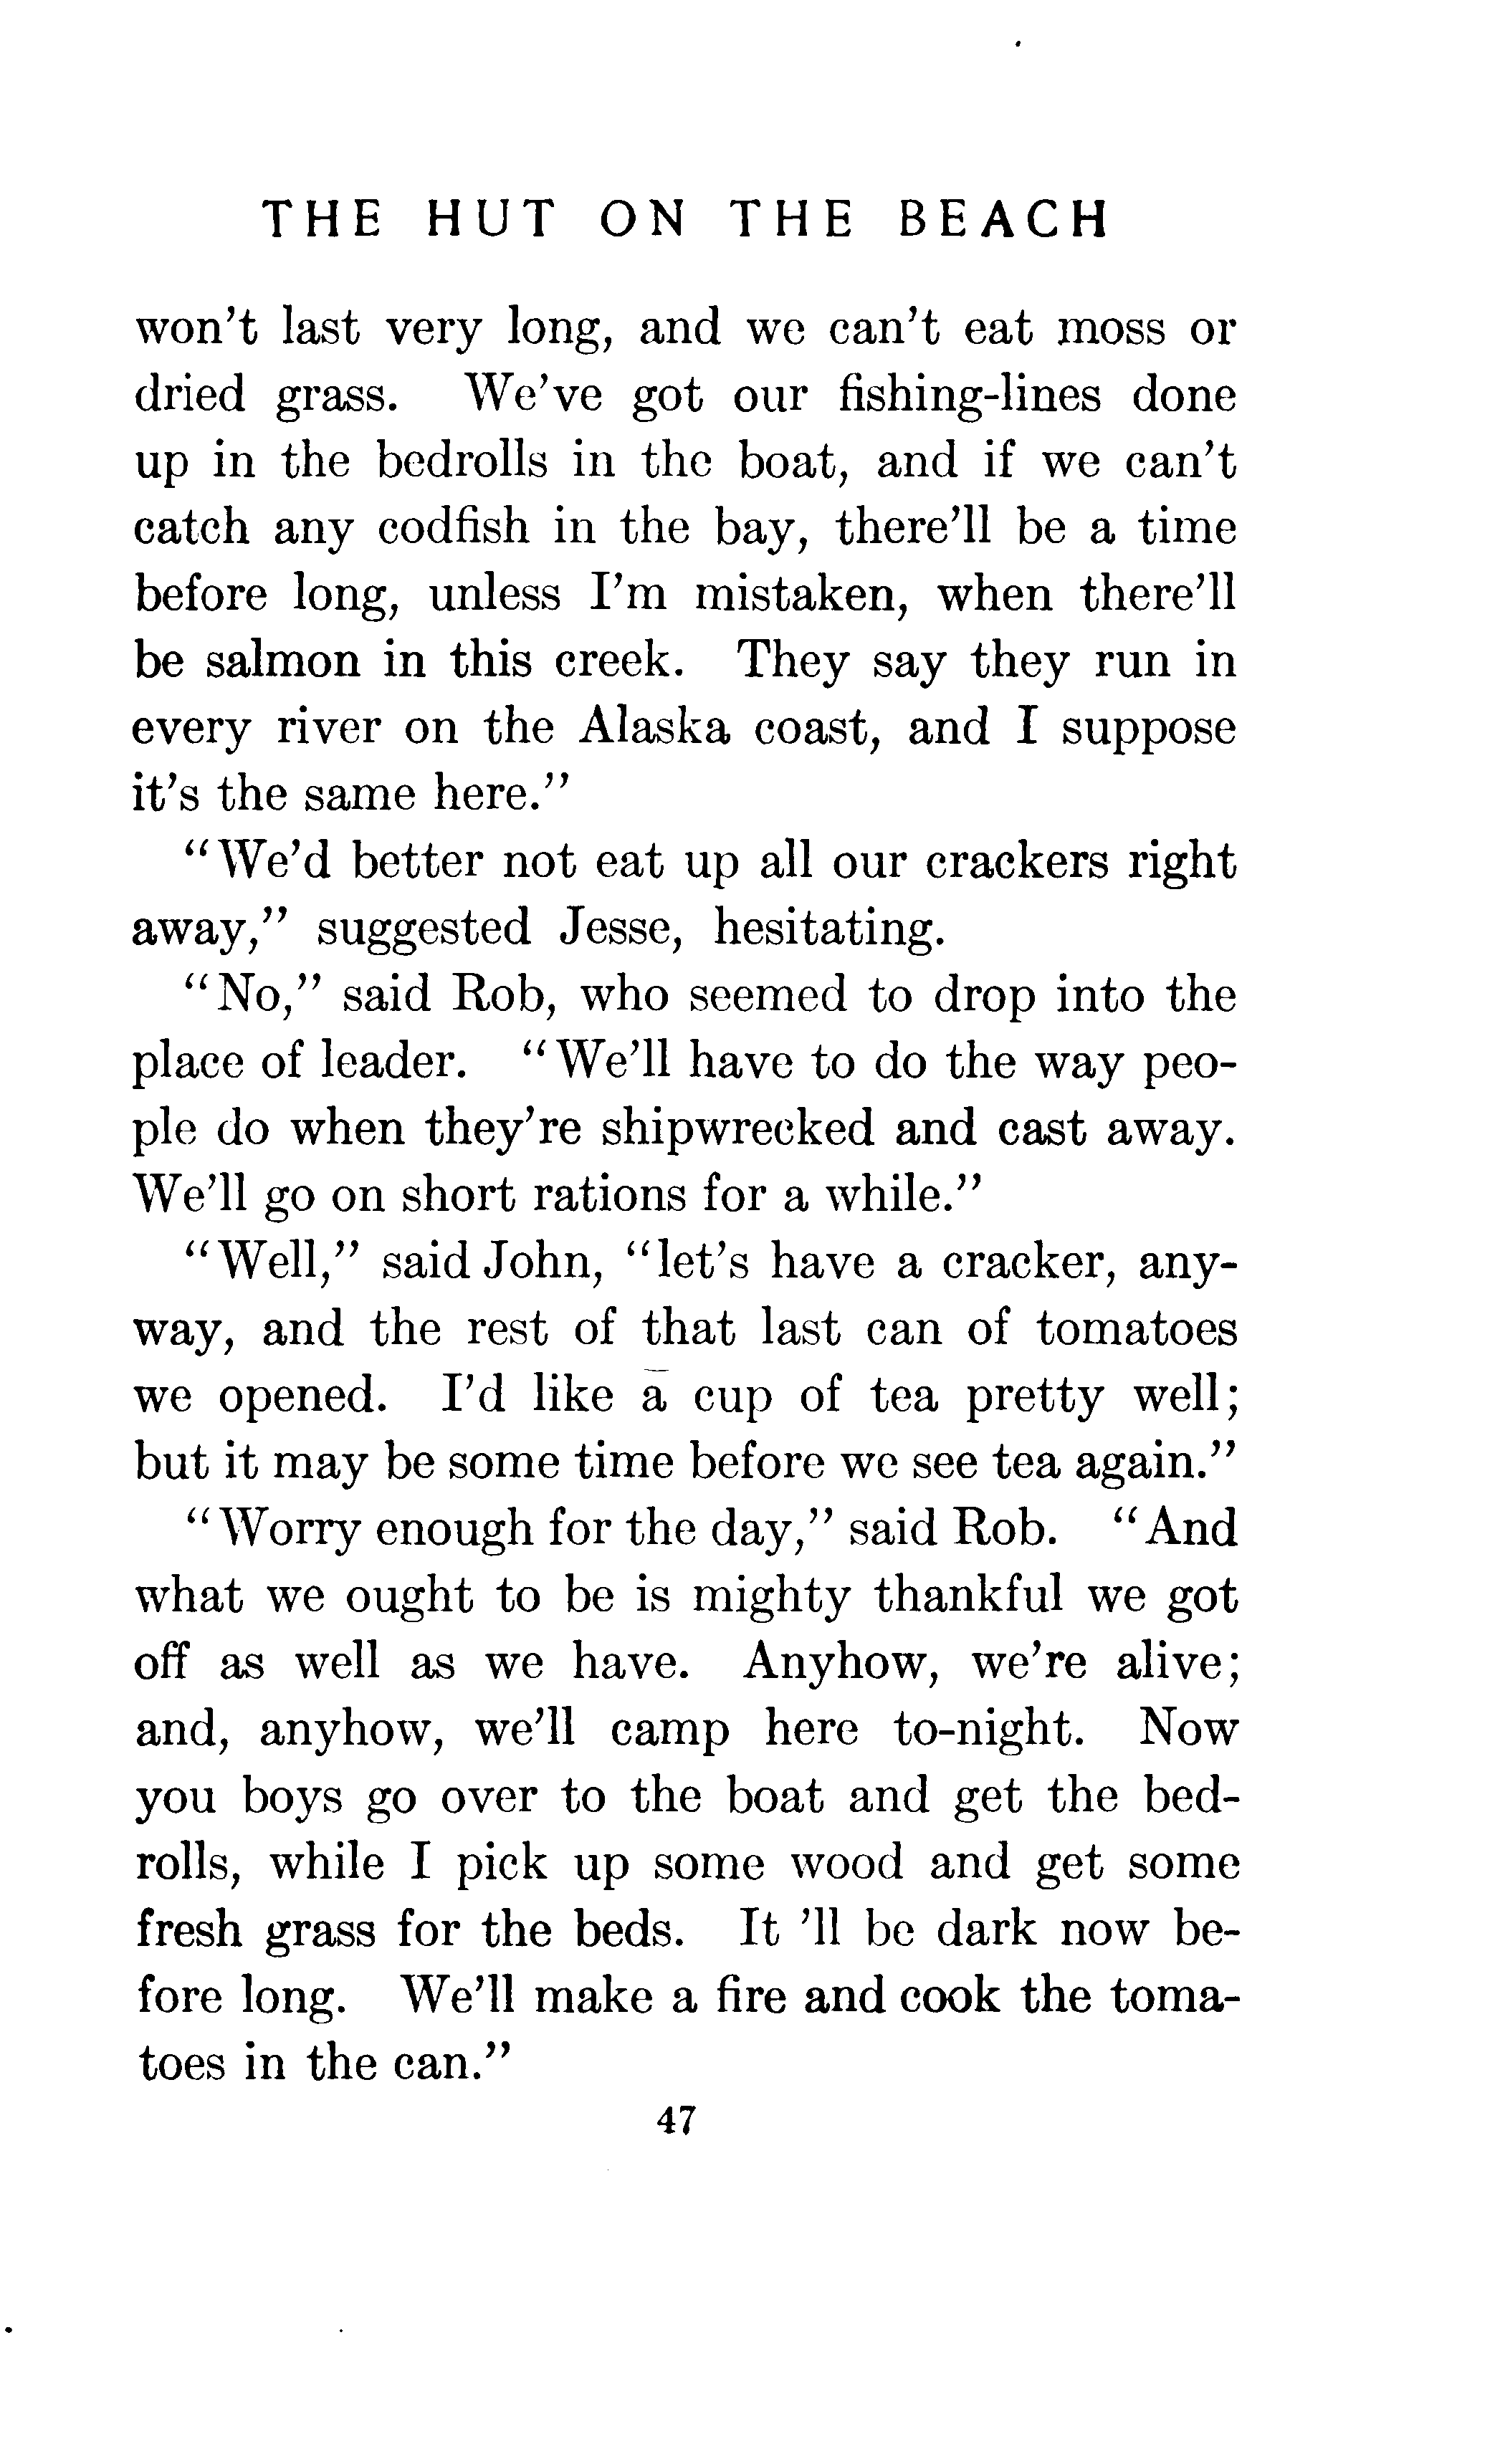 THE HUT ON THE BEACH
won't last very long, and we can't eat moss or
dried grass. We've got our fishing-lines done
up in the bedrolls in the boat, and if we can't
catch any codfish in the bay, there'll be a time
before long, unless I'm mistaken, when there'll
be salmon in this creek. They say they run in
every river on the Alaska coast, and I suppose
it's the same here."
"We'd better not eat up all our crackers right
away," suggested Jesse, hesitating.
"No," said Rob, who seemed to drop into the
place of leader. "We'll have to do the way peo-
ple do when they're shipwrecked and cast away.
We'll go on short rations for a while."
"Well," said John, "let's have a cracker, any-
way, and the rest of that last can of tomatoes
we opened. I'd like a cup of tea pretty well;
but it may be some time before we see tea again."
"Worry enough for the day," said Rob. "And
what we ought to be is mighty thankful we got
off as well as we have. Anyhow, we're alive;
and, anyhow, we'll camp here to-night. Now
you boys go over to the boat and get the bed-
rolls, while I pick up some wood and get some
fresh grass for the beds. It 'll be dark now be-
fore long. We'll make a fire and cook the toma-
toes in the can."
47